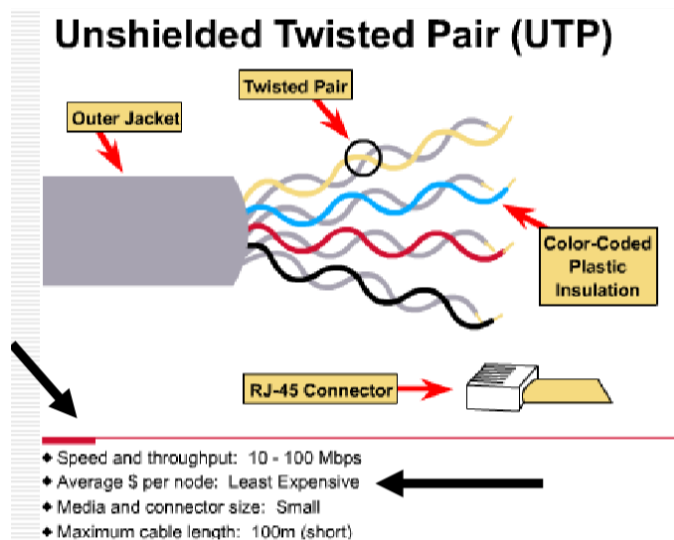 Unshielded Twisted Pair (UTP)
Twisted Pair
Outer Jacket
Color-Coded
Plastic
Insulation
RJ-45 Connector
◆ Speed and throughput: 10 - 100 Mbps
◆ Average $ per node: Least Expensive
◆ Media and connector size: Small
◆ Maximum cable length: 100m (short)